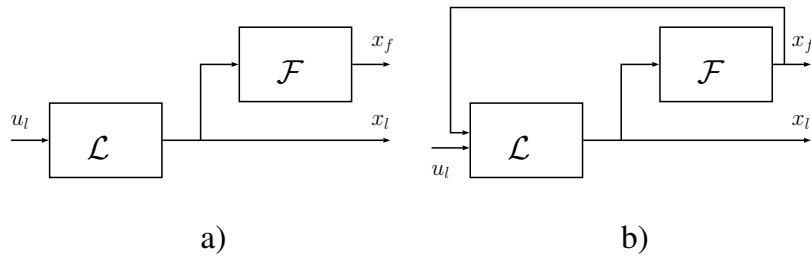 x_f x_f
ℱ ℱ
u_l x_l x_l
ℒ ℒ
u_l
a) b)